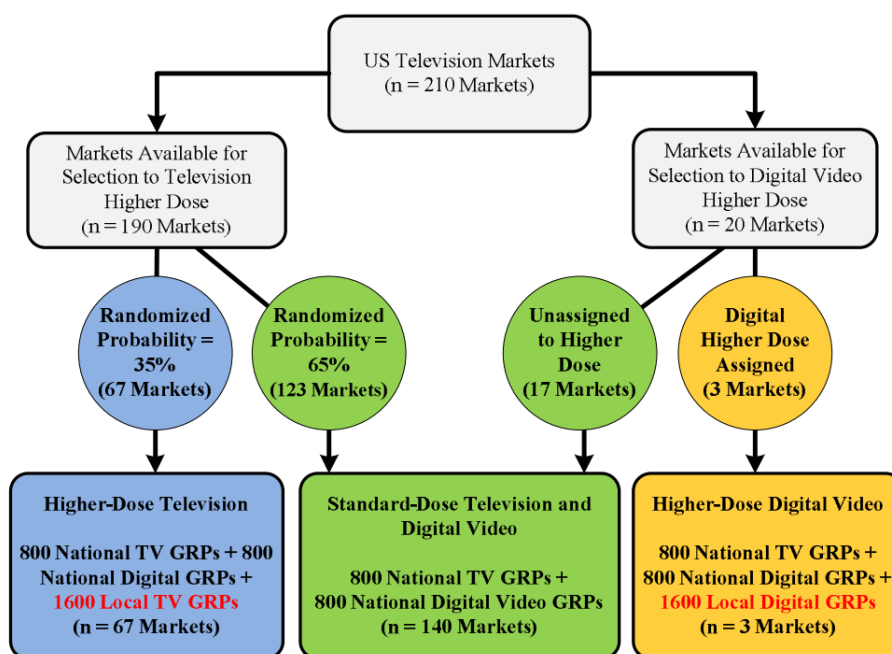 US Television Markets
(n = 210 Markets)
Markets Available for
Selection to Television
Higher Dose
(n = 190 Markets)
Markets Available for
Selection to Digital Video
Higher Dose
(n = 20 Markets)
Randomized
Probability =
35%
(67 Markets)
Randomized
Probability =
65%
(123 Markets)
Unassigned
to Higher
Dose
(17 Markets)
Digital
Higher Dose
Assigned
(3 Markets)
Higher-Dose Television
800 National TV GRPs + 800
National Digital GRPs +
1600 Local TV GRPs
(n = 67 Markets)
Standard-Dose Television and
Digital Video
800 National TV GRPs +
800 National Digital Video GRPs
(n = 140 Markets)
Higher-Dose Digital Video
800 National TV GRPs +
800 National Digital GRPs +
1600 Local Digital GRPs
(n = 3 Markets)